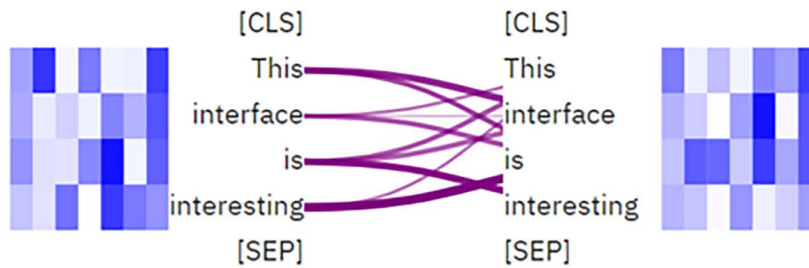 [CLS] [CLS]
This This
interface interface
is is
interesting interesting
[SEP] [SEP]